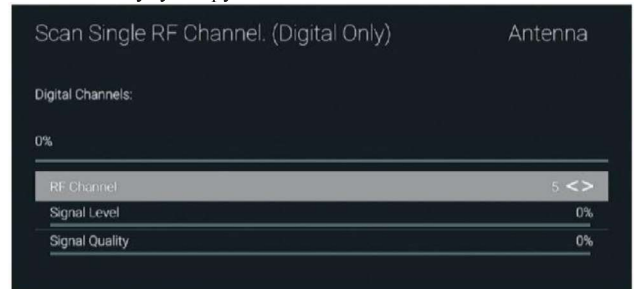 Scan Single RF Channel. (Digital Only) Antenna
Digital Channels:
0%
RF Channel 5 <>
Signal Level 0%
Signal Quality 0%